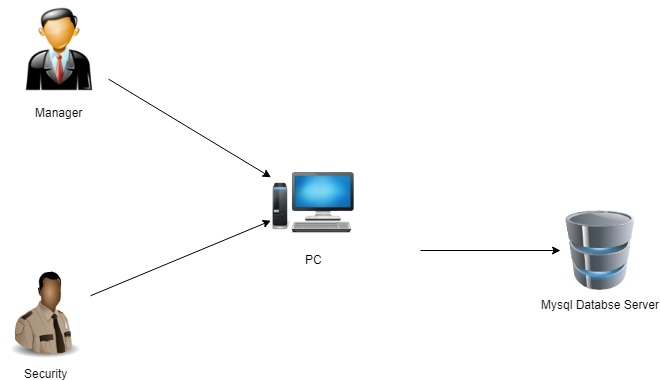 Manager
PC
Mysql Databse Server
Security